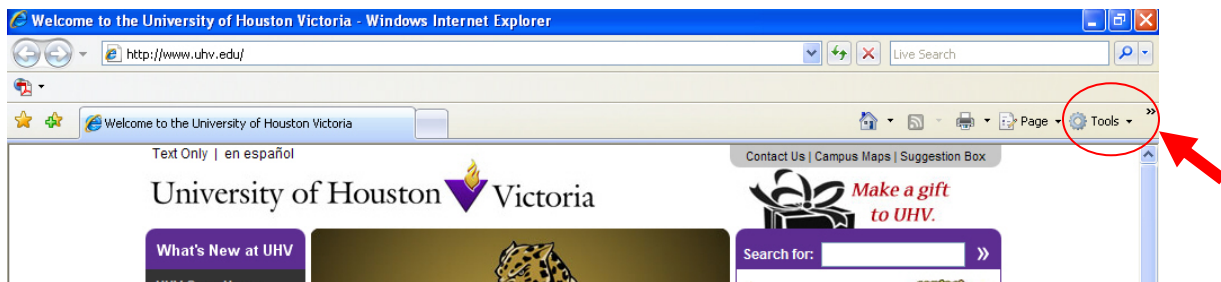 Welcome to the University of Houston Victoria - Windows Internet Explorer
http://www.uhv.edu/
Live Search
Welcome to the University of Houston Victoria
Page
Tools
Text Only | en español
Contact Us | Campus Maps | Suggestion Box
University of Houston Victoria
Make a gift
to UHV.
What's New at UHV
Search for: